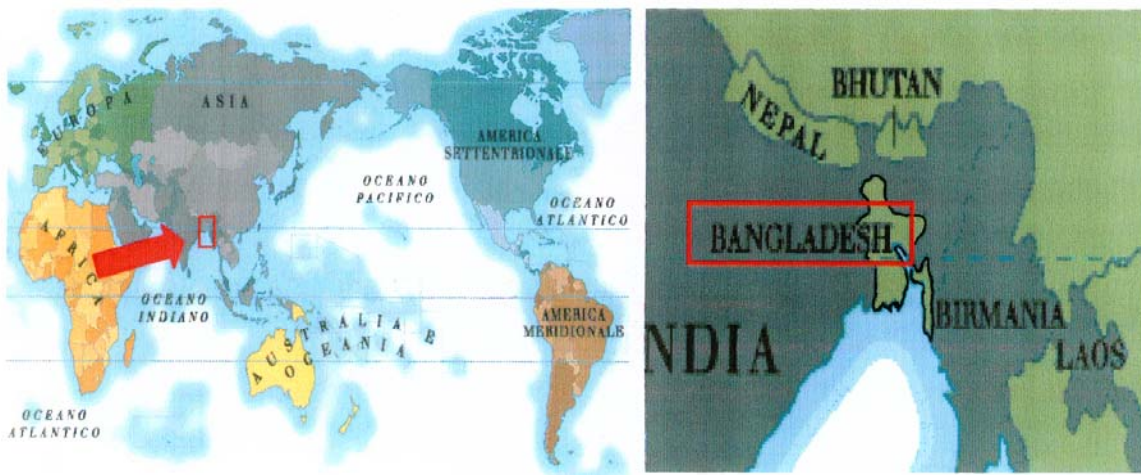 EUROPA
ASIA
AMERICA
SETTENTRIONALE
OCEANO
PACIFICO
OCEANO
ATLANTICO
AFRICA
OCEANO
INDIANO
AUSTRALIA E
OCEANIA
AMERICA
MERIDIONALE
OCEANO
ATLANTICO
BHUTAN
NEPAL
BANGLADESH
BIRMANIA
NDIA
LAOS